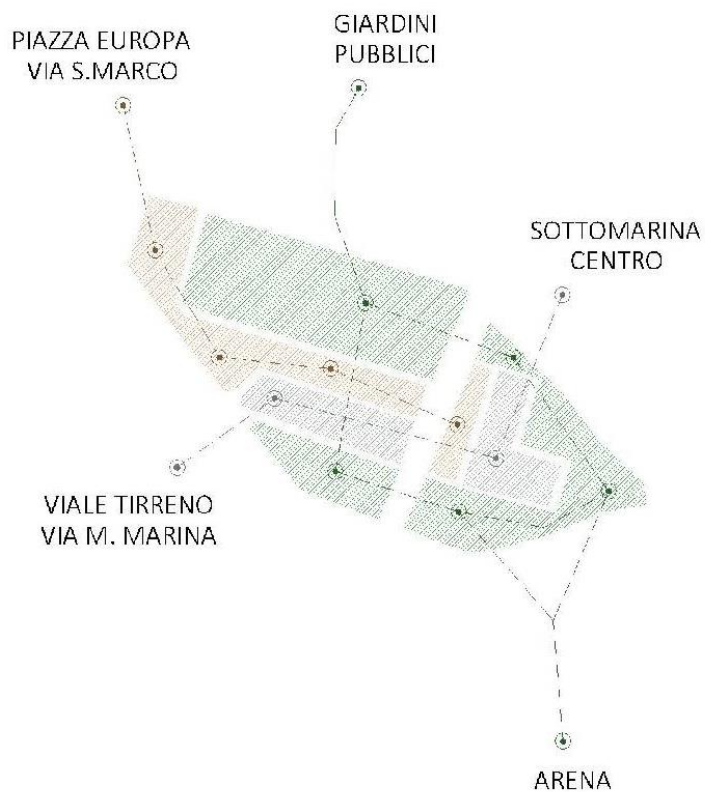 PIAZZA EUROPA
VIA S.MARCO
GIARDINI
PUBBLICI
SOTTOMARINA
CENTRO
VIALE TIRRENO
VIA M. MARINA
ARENA